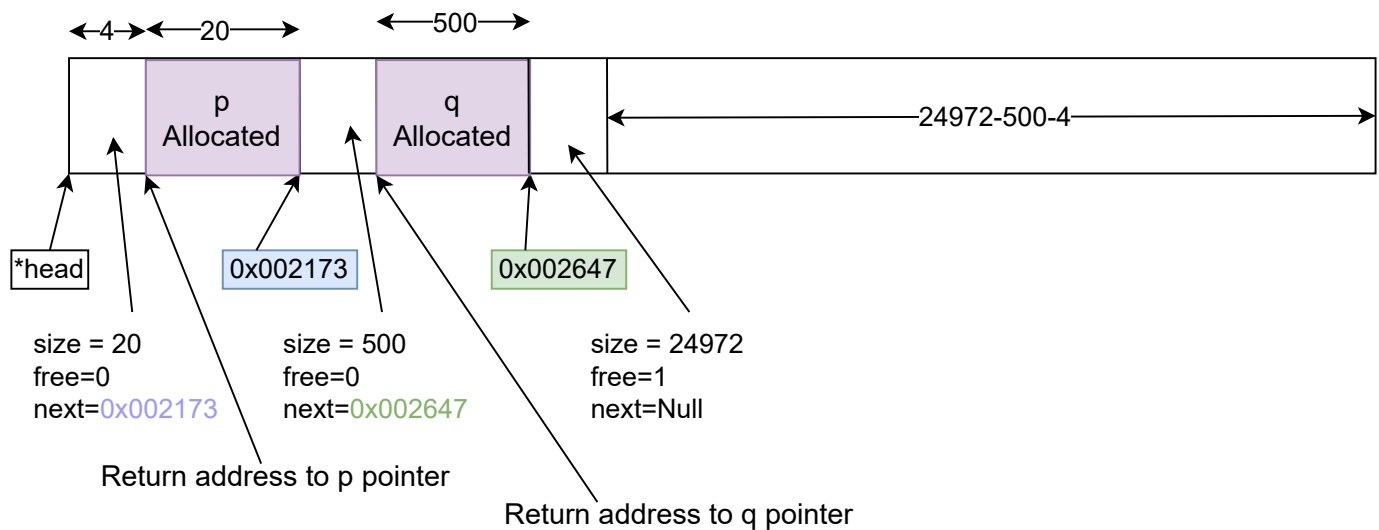 4
20
500
p
Allocated
q
Allocated
24972-500-4
*head
0x002173
0x002647
size = 20
free=0
next=0x002173
size = 500
free=0
next=0x002647
size = 24972
free=1
next=Null
Return address to p pointer
Return address to q pointer